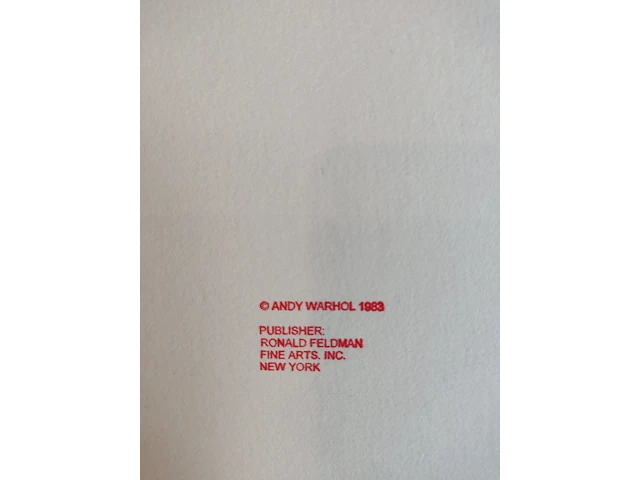 © ANDY WARHOL 1983
PUBLISHER:
RONALD FELDMAN
FINE ARTS. INC.
NEW YORK